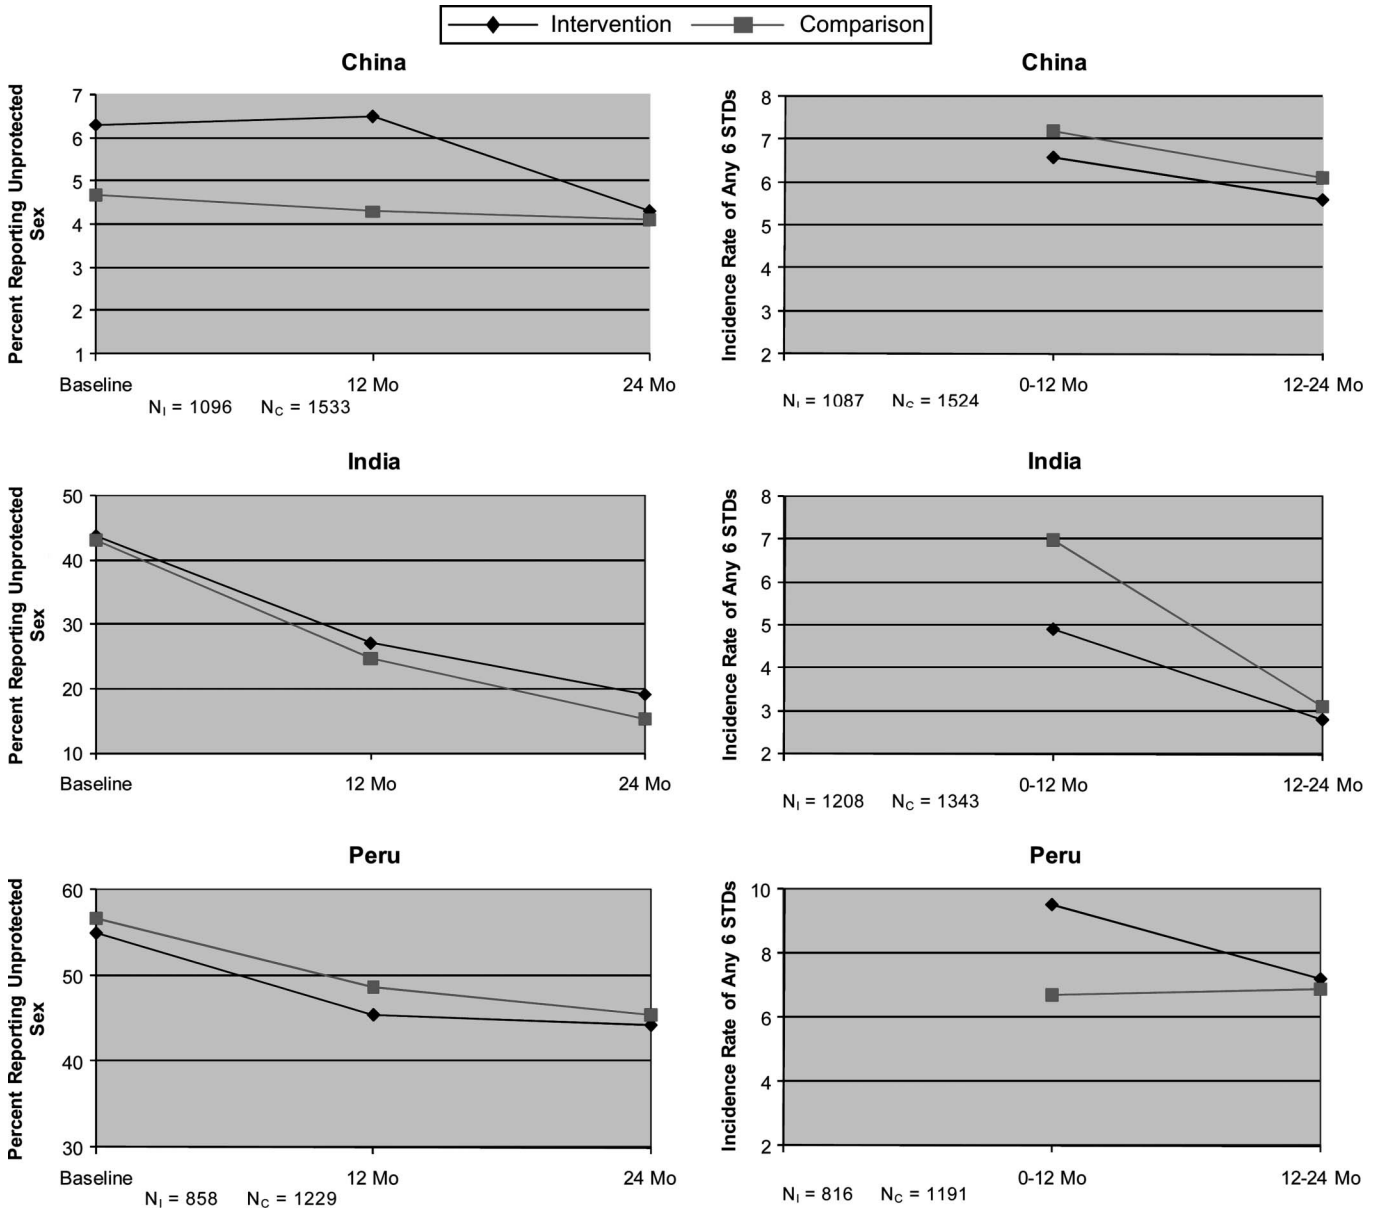 Intervention Comparison
China
Percent Reporting Unprotected
Sex
7
6
5
4
3
2
1
Baseline 12 Mo 24 Mo
NI = 1096 NC = 1533
China
Incidence Rate of Any 6 STDs
8
7
6
5
4
3
2
0-12 Mo 12-24 Mo
NI = 1087 NC = 1524
India
Percent Reporting Unprotected
Sex
50
40
30
20
10
Baseline 12 Mo 24 Mo
India
Incidence Rate of Any 6 STDs
8
7
6
5
4
3
2
0-12 Mo 12-24 Mo
NI = 1208 NC = 1343
Peru
Percent Reporting Unprotected
Sex
60
50
40
30
Baseline 12 Mo 24 Mo
NI = 858 NC = 1229
Peru
Incidence Rate of Any 6 STDs
10
8
6
4
2
0-12 Mo 12-24 Mo
NI = 816 NC = 1191